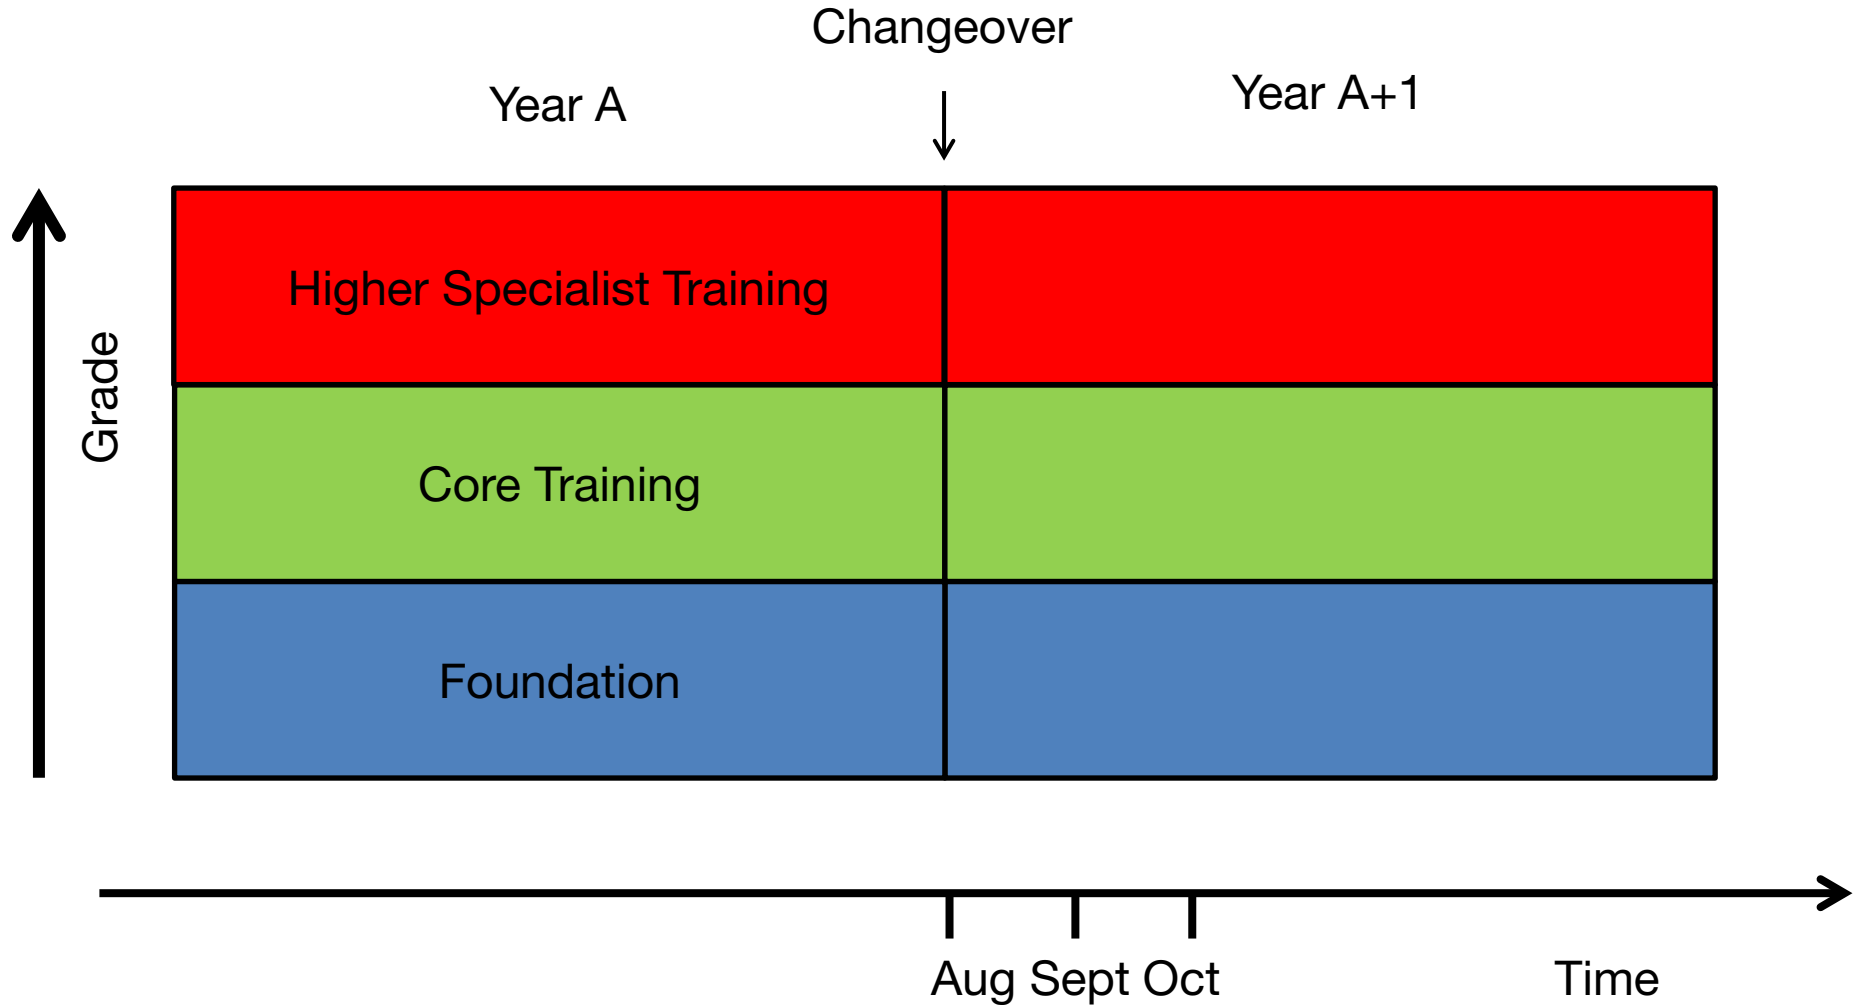 Changeover
Year A
Year A+1
Higher Specialist Training
Grade
Core Training
Foundation
Aug Sept Oct
Time